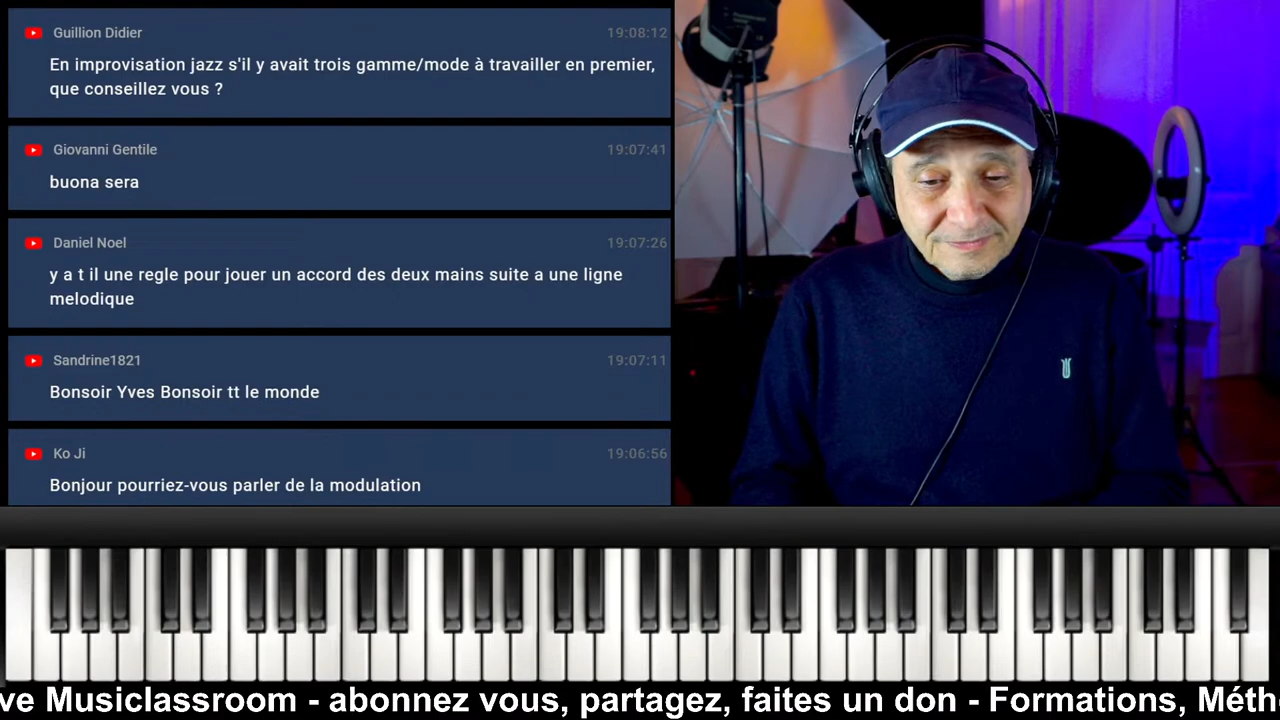 Guillion Didier 19:08:12
En improvisation jazz s'il y avait trois gamme/mode à travailler en premier,
que conseillez vous ?
Giovanni Gentile 19:07:41
buona sera
Daniel Noel 19:07:26
y a t il une regle pour jouer un accord des deux mains suite a une ligne
melodique
Sandrine1821 19:07:11
Bonsoir Yves Bonsoir tt le monde
Ko Ji 19:06:56
Bonjour pourriez-vous parler de la modulation
ve Musiclassroom - abonnez vous, partagez, faites un don - Formations, Méth